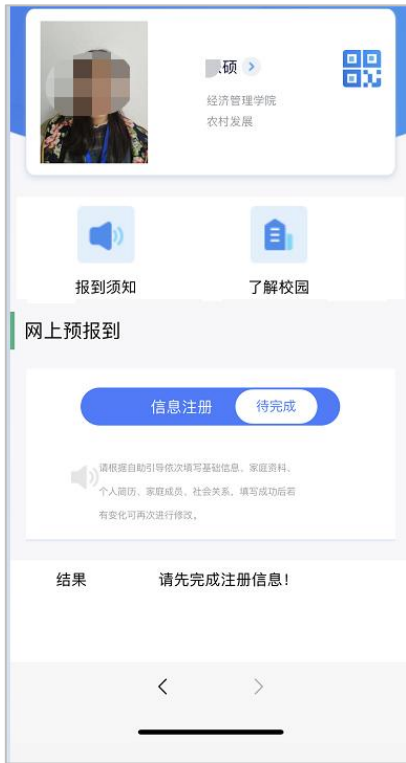 硕
经济管理学院
农村发展
报到须知
了解校园
网上预报到
信息注册
待完成
请根据自助引导依次填写基础信息、家庭资料、
个人简历、家庭成员、社会关系。填写成功后若
有变化可再次进行修改。
结果
请先完成注册信息！